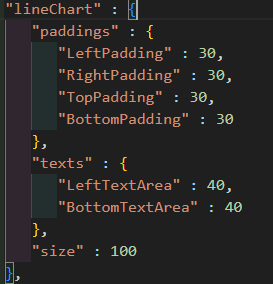 "lineChart" : {
"paddings" : {
"LeftPadding" : 30,
"RightPadding" : 30,
"TopPadding" : 30,
"BottomPadding" : 30
},
"texts" : {
"LeftTextArea" : 40,
"BottomTextArea" : 40
},
"size" : 100
},